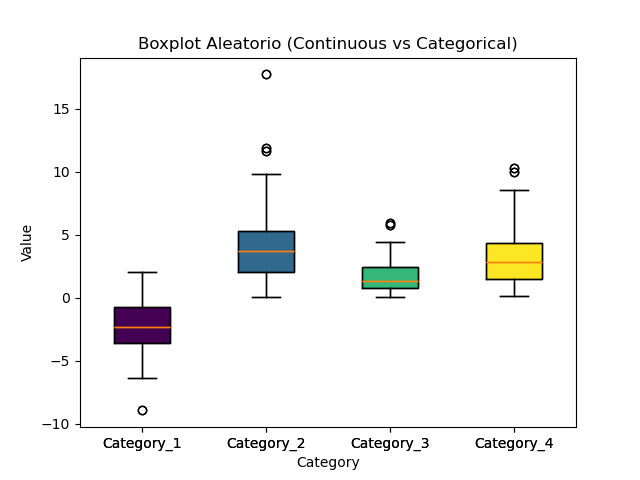 Boxplot Aleatorio (Continuous vs Categorical)
Value
15
10
5
0
−5
−10
Category_1 Category_2 Category_3 Category_4
Category